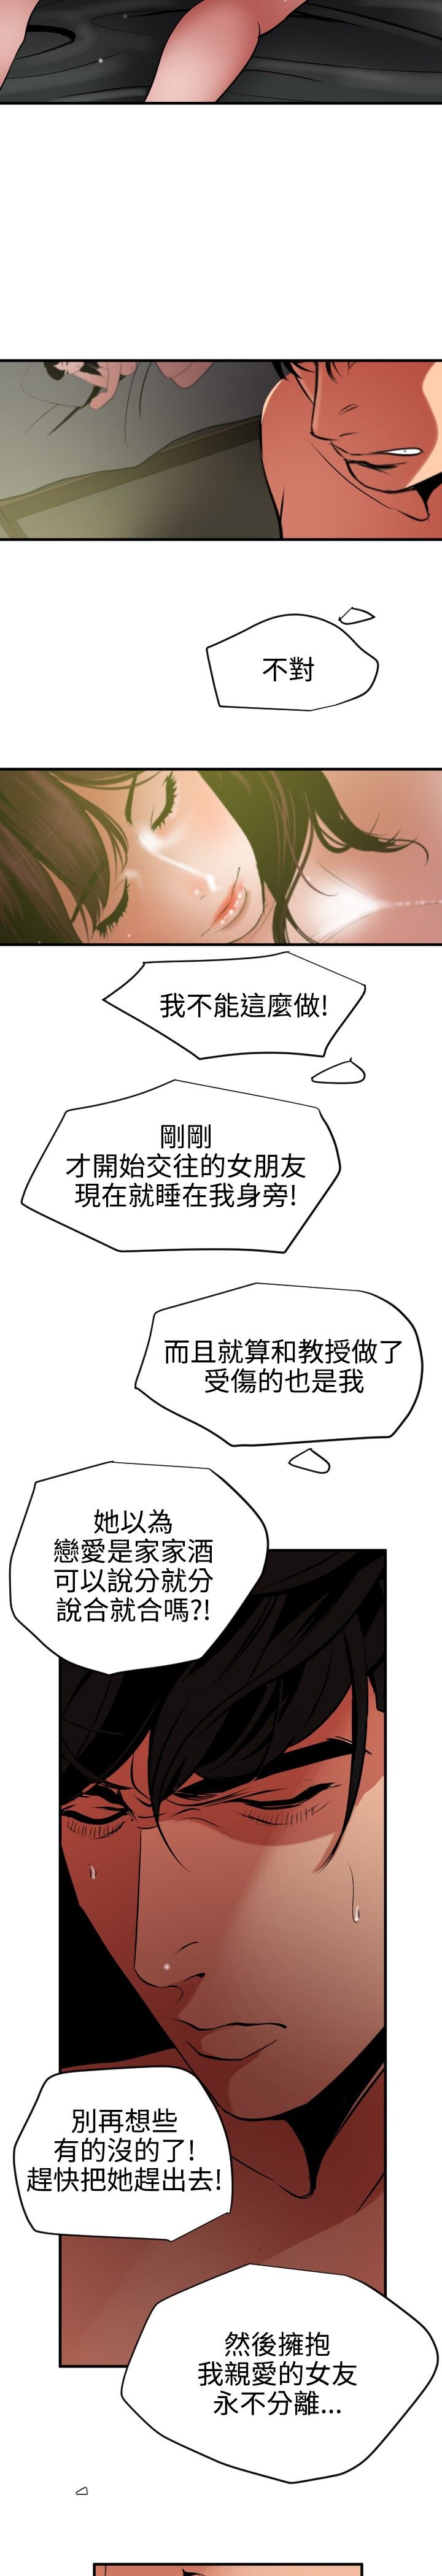 不對
我不能這麼做!
剛剛
才開始交往的女朋友
現在就睡在我身旁!
而且就算和教授做了
受傷的也是我
她以為
戀愛是家家酒
可以說分就分
說合就合嗎?!
別再想些
有的沒的了!
趕快把她趕出去!
然後擁抱
我親愛的女友
永不分離...